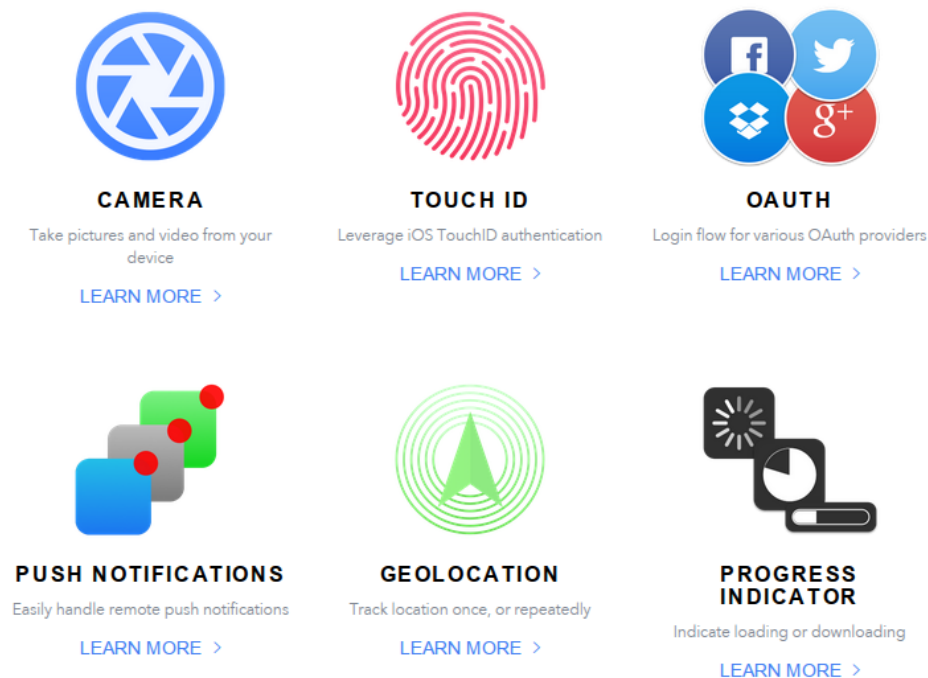 f
g+
CAMERA
Take pictures and video from your
device
LEARN MORE >
TOUCH ID
Leverage iOS TouchID authentication
LEARN MORE >
OAUTH
Login flow for various OAuth providers
LEARN MORE >
PUSH NOTIFICATIONS
Easily handle remote push notifications
LEARN MORE >
GEOLOCATION
Track location once, or repeatedly
LEARN MORE >
PROGRESS
INDICATOR
Indicate loading or downloading
LEARN MORE >